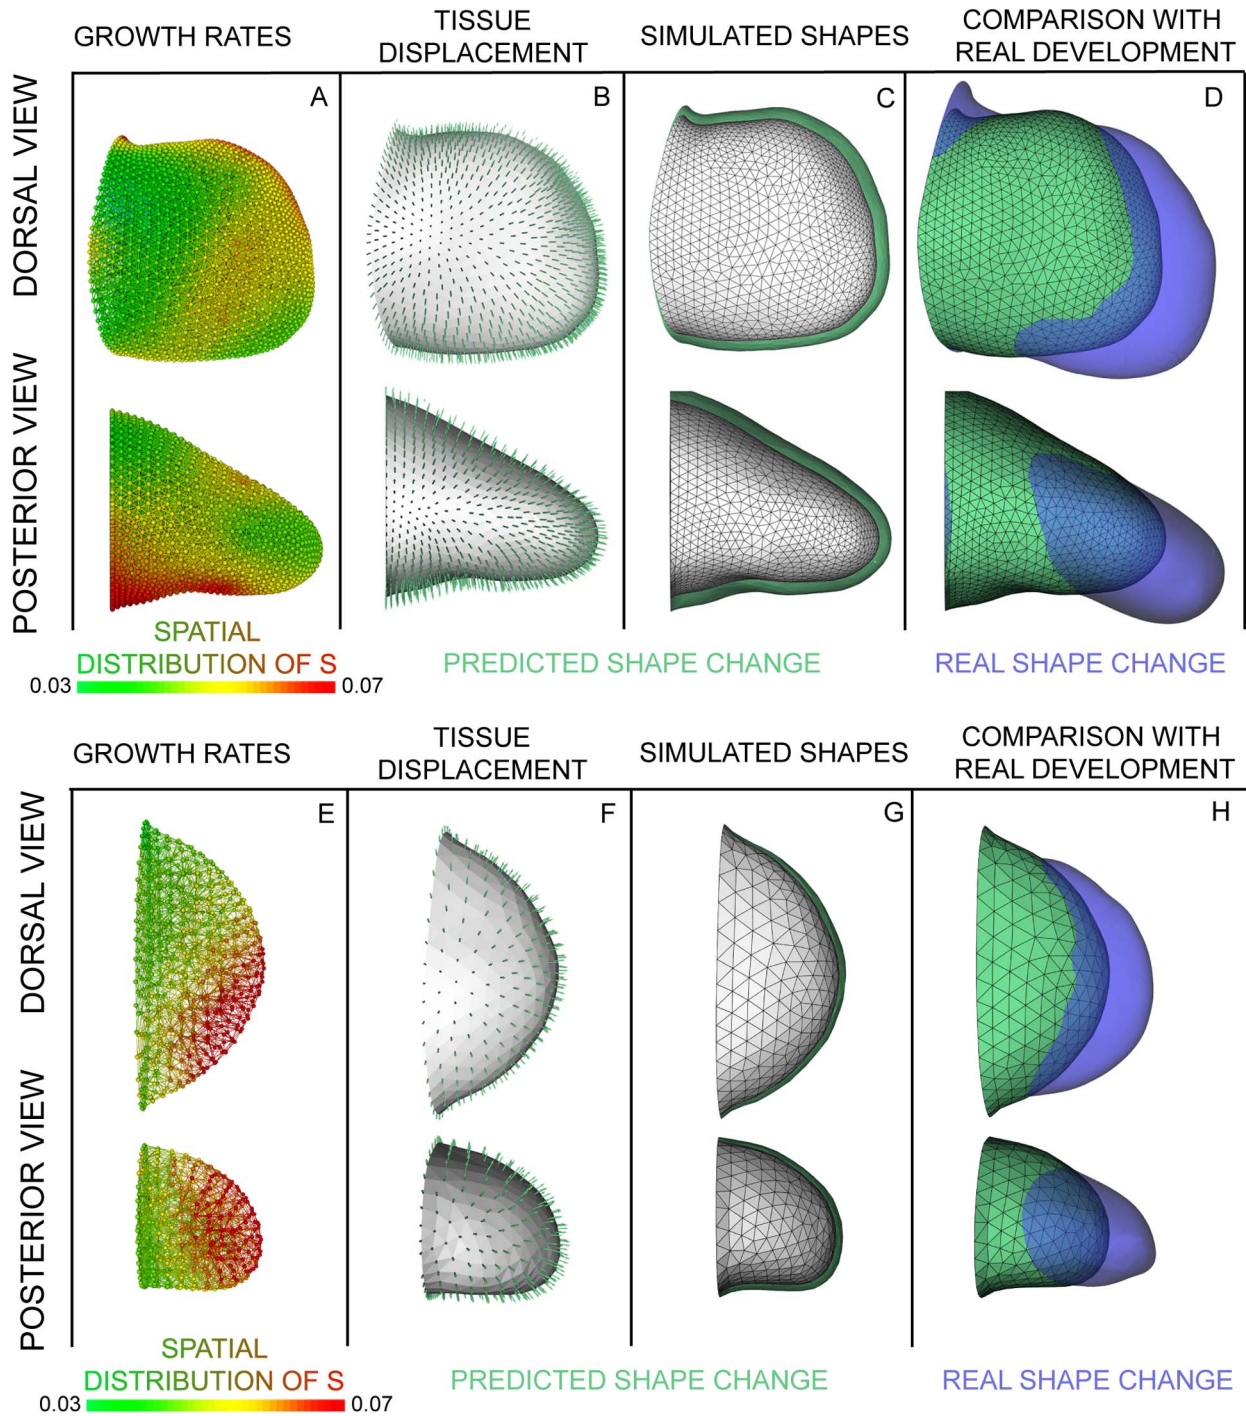 GROWTH RATES
TISSUE
DISPLACEMENT
SIMULATED SHAPES
COMPARISON WITH
REAL DEVELOPMENT
DORSAL VIEW
A
B
C
D
POSTERIOR VIEW
SPATIAL
DISTRIBUTION OF S
0.03
0.07
PREDICTED SHAPE CHANGE
REAL SHAPE CHANGE
GROWTH RATES
TISSUE
DISPLACEMENT
SIMULATED SHAPES
COMPARISON WITH
REAL DEVELOPMENT
DORSAL VIEW
E
F
G
H
POSTERIOR VIEW
SPATIAL
DISTRIBUTION OF S
0.03
0.07
PREDICTED SHAPE CHANGE
REAL SHAPE CHANGE